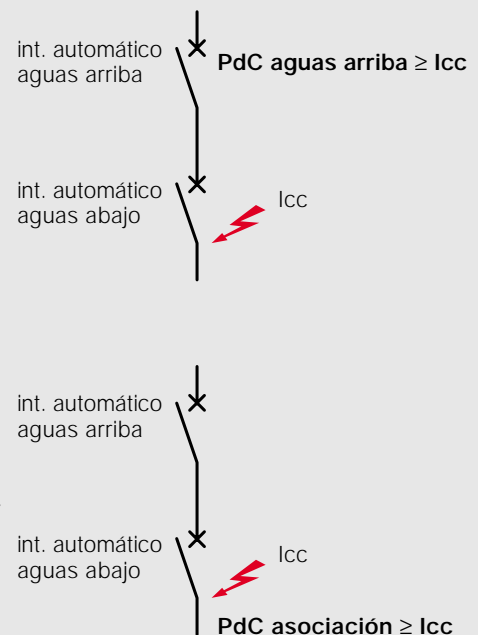 int. automático
aguas arriba
PdC aguas arriba ≥ Icc
int. automático
aguas abajo
Icc
int. automático
aguas arriba
int. automático
aguas abajo
Icc
PdC asociación ≥ Icc